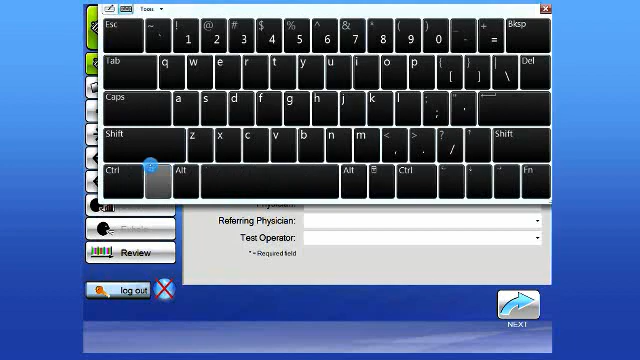 Tools
Esc ~ ! @ # $ % ^ & * ( ) _ + Bksp
` 1 2 3 4 5 6 7 8 9 0 - =
Tab q w e r t y u i o p { } | Del
[ ] \
Caps a s d f g h j k l : "
; '
Shift z x c v b n m < > ? ↑ Shift
, . /
Ctrl Alt Alt Ctrl Fn
Referring Physician:
Test Operator:
* = Required field
Review
log out
NEXT